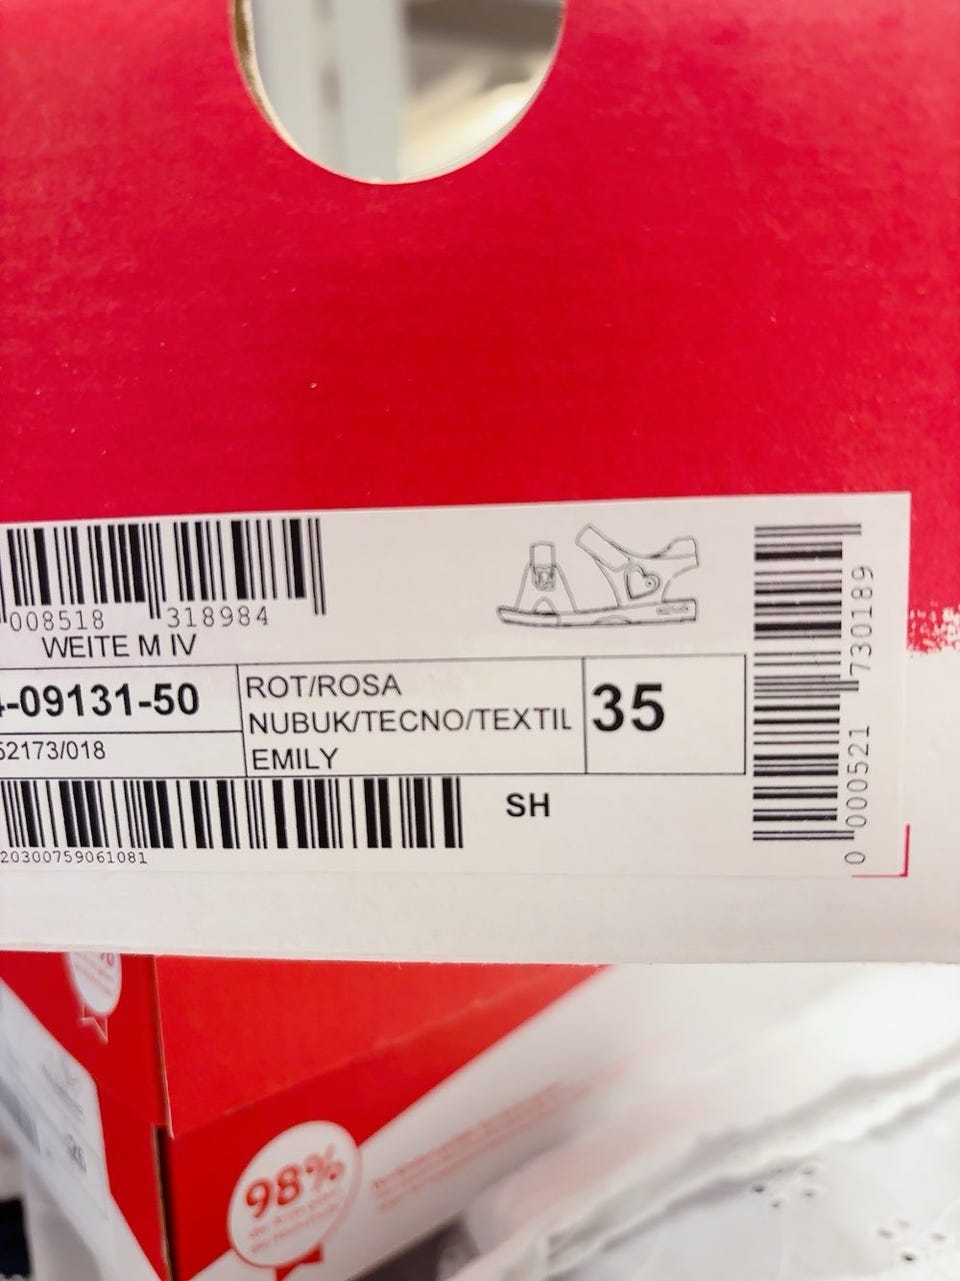 008518 318984
WEITE M IV
-09131-50
ROT/ROSA
NUBUK/TECNO/TEXTIL
EMILY
35
52173/018
SH
20300759061081
0 000521 730189
98%